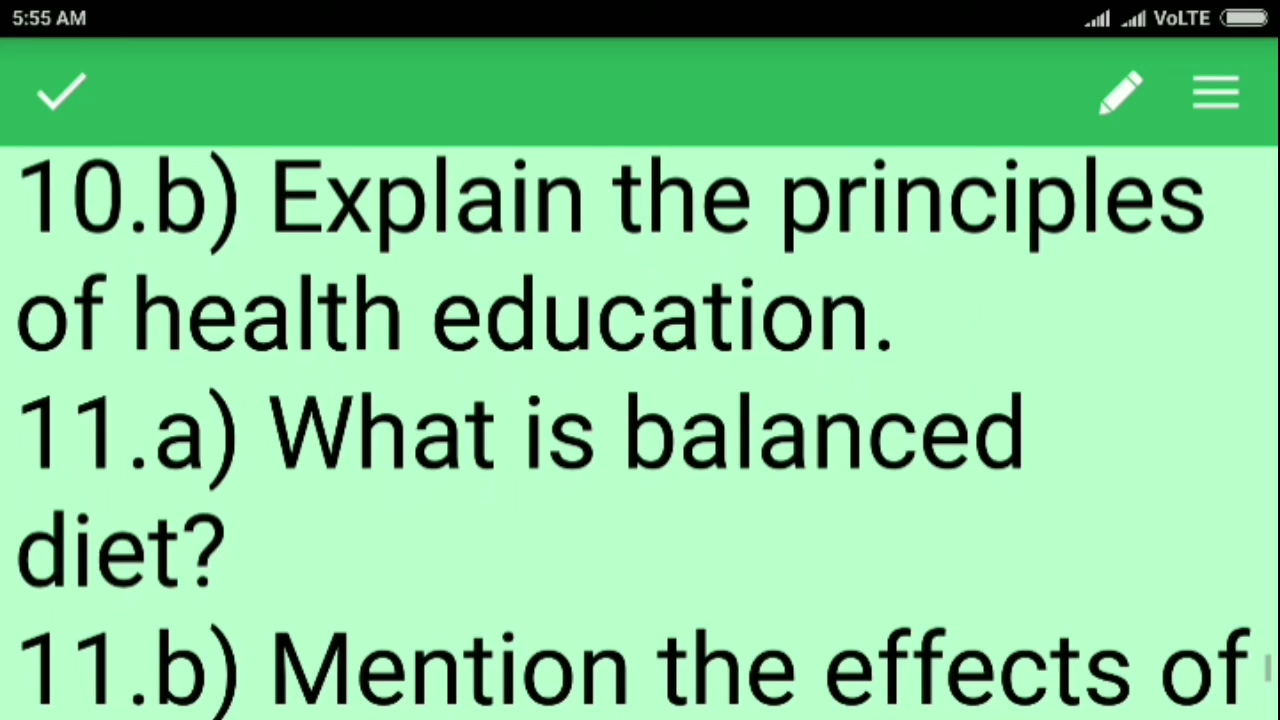 5:55 AM VoLTE
10.b) Explain the principles
of health education.
11.a) What is balanced
diet?
11.b) Mention the effects of